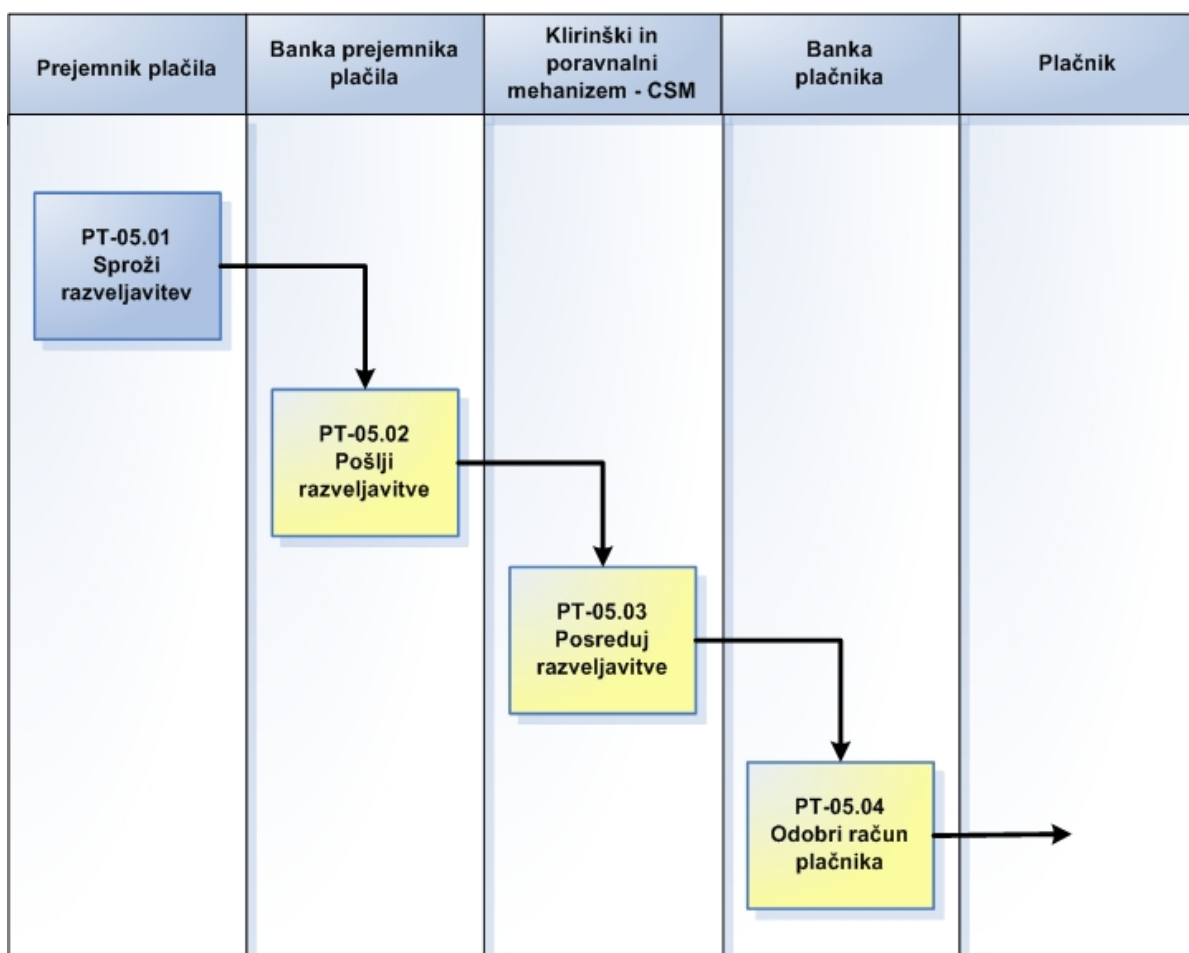 Prejemnik plačila
Banka prejemnika
plačila
Klirinški in
poravnalni
mehanizem - CSM
Banka
plačnika
Plačnik
PT-05.01
Sproži
razveljavitev
PT-05.02
Pošlji
razveljavitve
PT-05.03
Posreduj
razveljavitve
PT-05.04
Odobri račun
plačnika